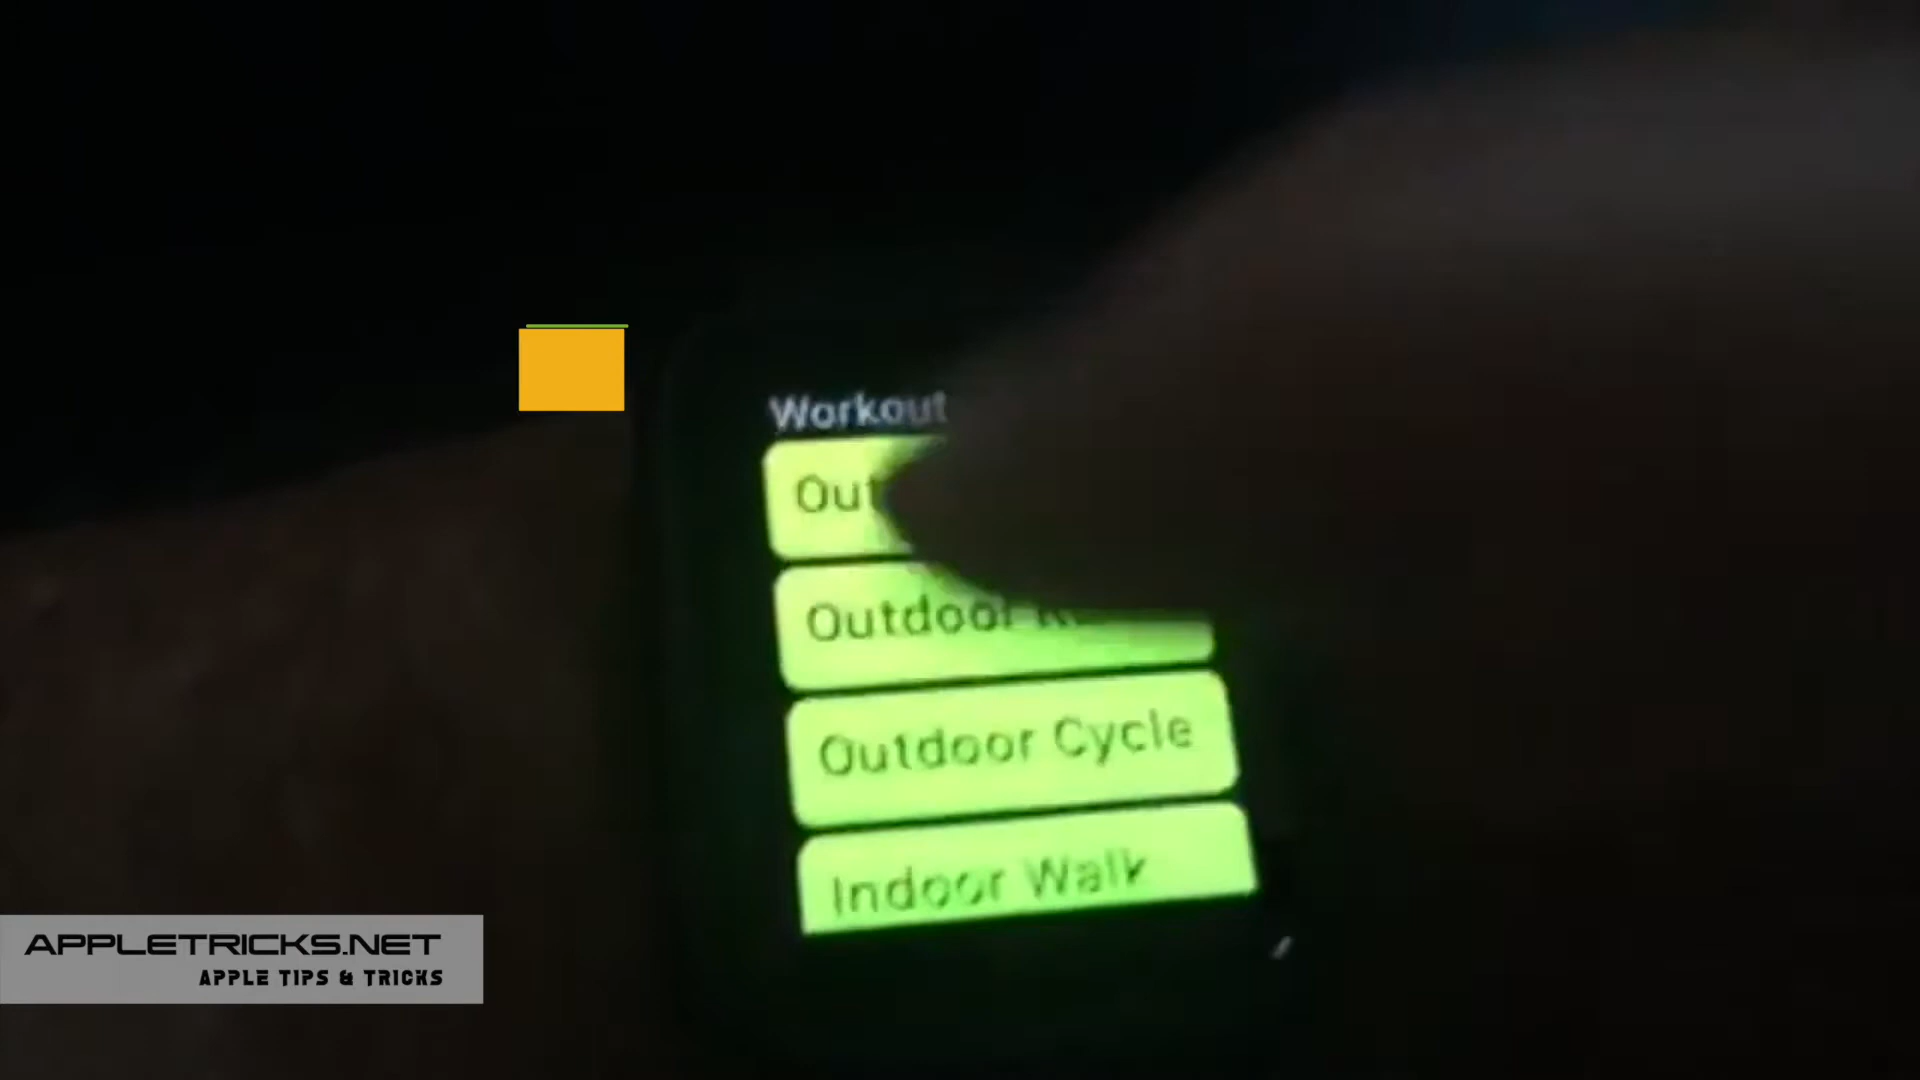 Workout
Outdoor
Outdoor Cycle
Indoor Walk
APPLETRICKS.NET
APPLE TIPS & TRICKS